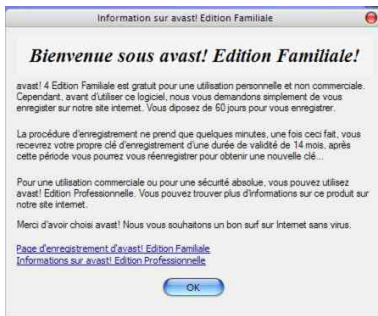 Information sur avast! Edition Familiale
Bienvenue sous avast! Edition Familiale!
avast! 4 Edition Familiale est gratuit pour une utilisation personnelle et non commerciale.
Cependant, avant d'utiliser ce logiciel, nous vous demandons simplement de vous
enregister sur notre site internet. Vous diposez de 60 jours pour vous enregistrer.
La procédure d'enregistrement ne prend que quelques minutes, une fois ceci fait, vous
recevrez votre propre clé d'enregistrement d'une durée de validité de 14 mois, après
cette période vous pourrez vous réenregistrer pour obtenir une nouvelle clé...
Pour une utilisation commerciale ou pour une sécurité absolue, vous pouvez utilisez
avast! Edition Professionnelle. Vous pouvez trouver plus d'informations sur ce produit sur
notre site internet.
Merci d'avoir choisi avast! Nous vous souhaitons un bon surf sur Internet sans virus.
Page d'enregistrement d'avast! Edition Familiale
Informations sur avast! Edition Professionnelle
OK